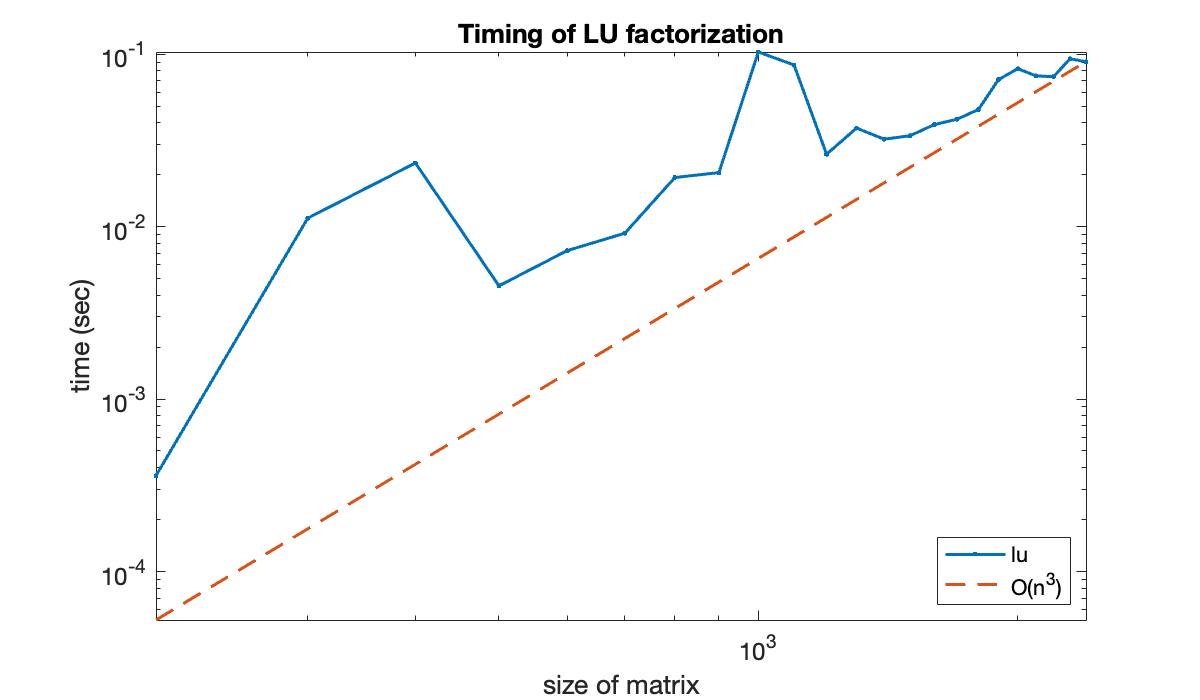 Timing of LU factorization
10^-1
10^-2
10^-3
10^-4
time (sec)
10^3
size of matrix
lu
O(n^3)